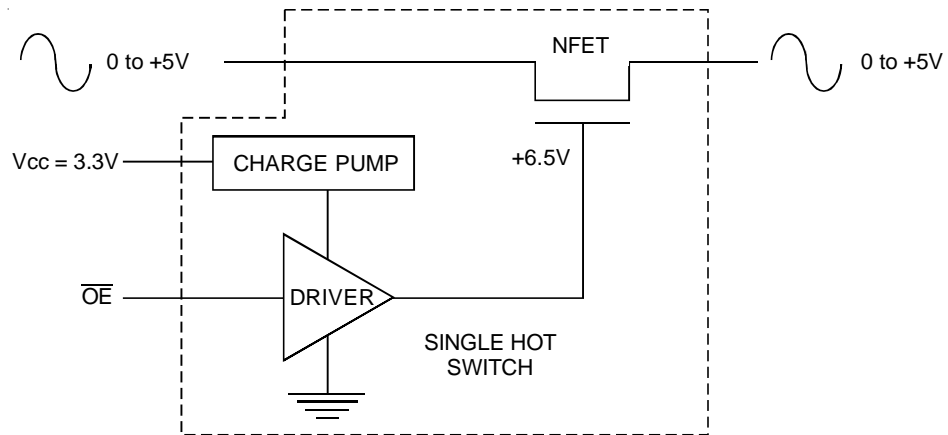 NFET
0 to +5V
0 to +5V
Vcc = 3.3V
CHARGE PUMP
+6.5V
OE
DRIVER
SINGLE HOT
SWITCH